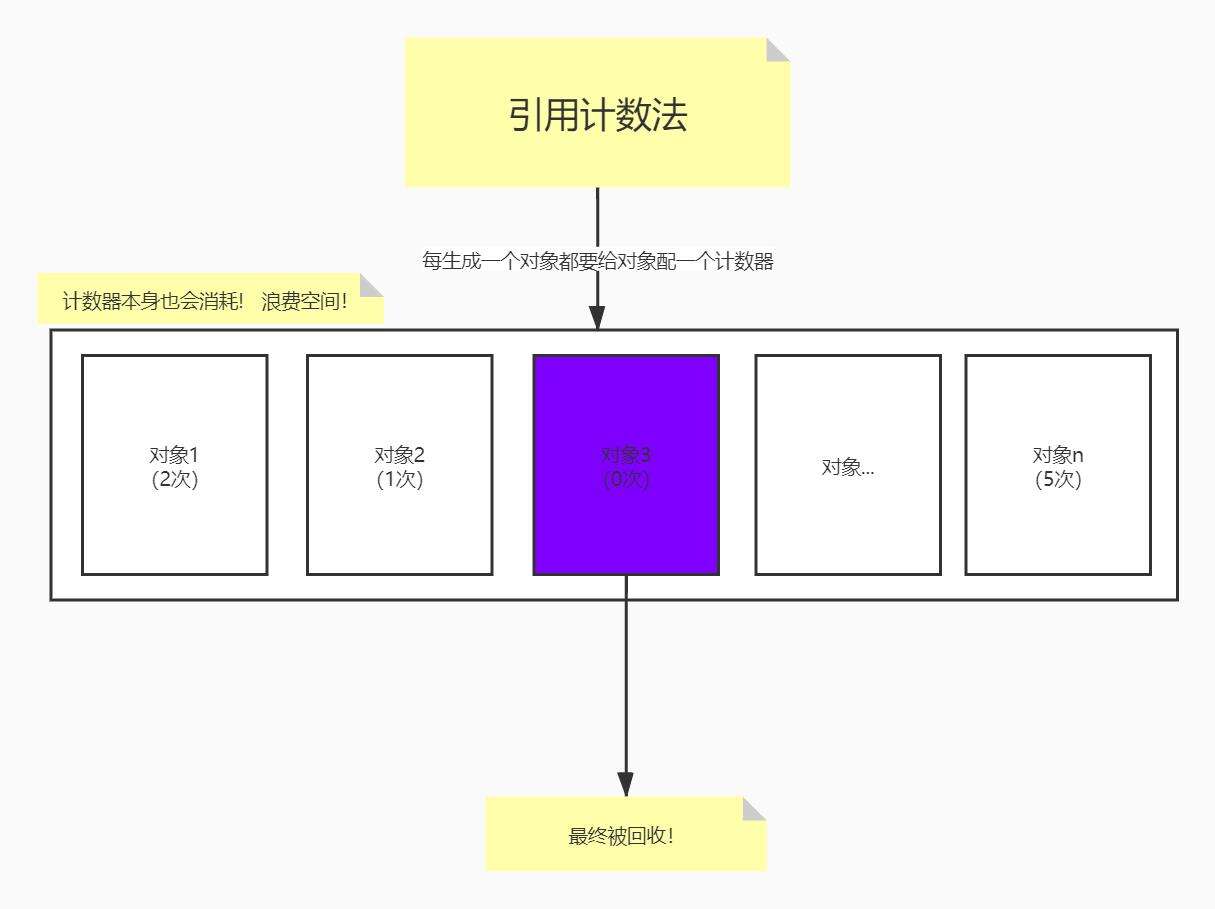 引用计数法
每生成一个对象都要给对象配一个计数器
计数器本身也会消耗! 浪费空间!
对象1
(2次)
对象2
(1次)
对象3
(0次)
对象...
对象n
(5次)
最终被回收!